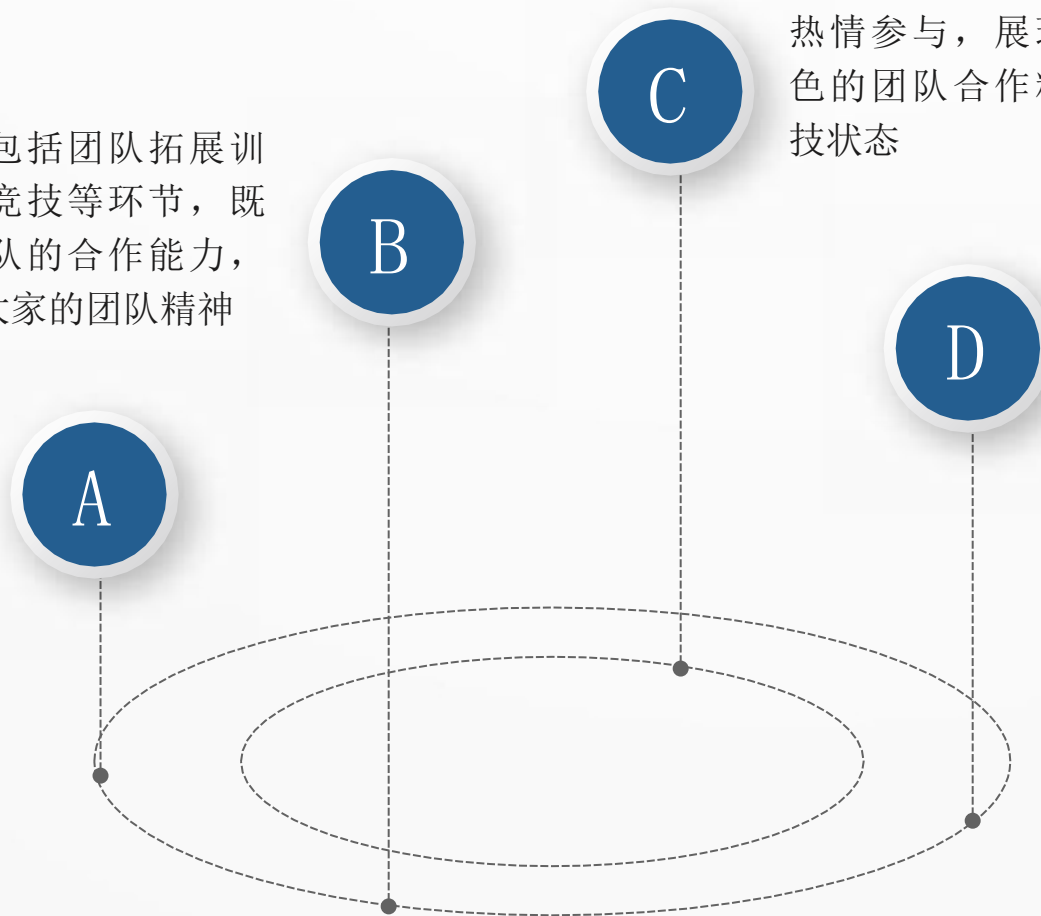 包括团队拓展训
竞技等环节，既
队的合作能力，
大家的团队精神
热情参与，展
色的团队合作
技状态
A
B
C
D